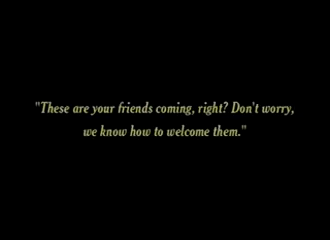 "These are your friends coming, right? Don't worry,
we know how to welcome them."